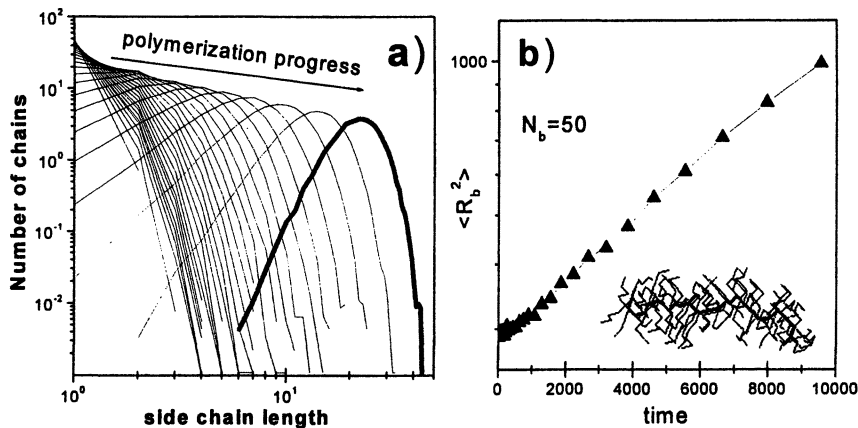 a)
polymerization progress
Number of chains
10^2
10^1
10^0
10^-1
10^-2
10^0
10^1
side chain length
b)
N_b=50
<R_b^2>
1000
0
2000
4000
6000
8000
10000
time